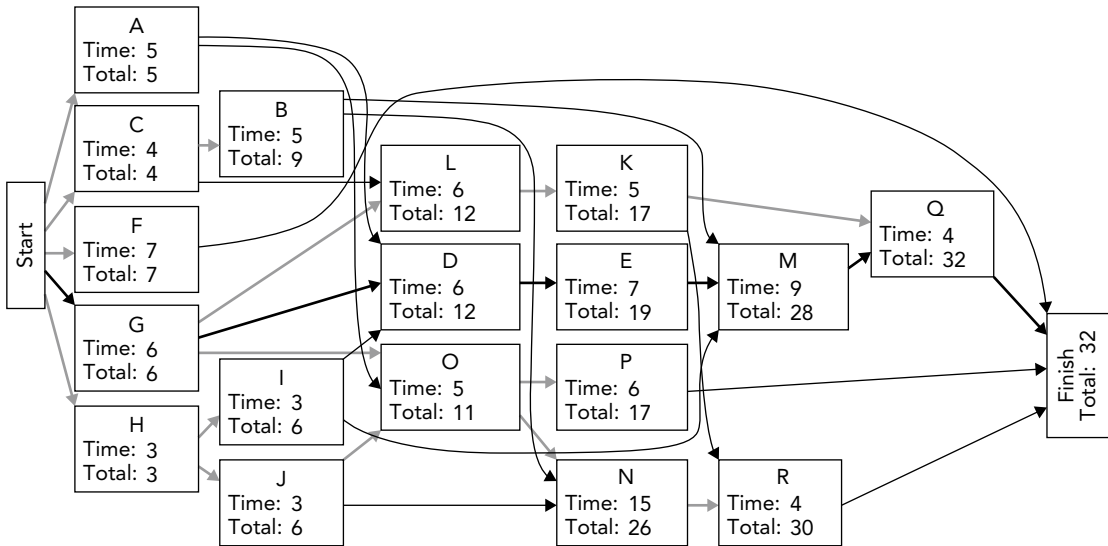 Start
A
Time: 5
Total: 5
C
Time: 4
Total: 4
F
Time: 7
Total: 7
G
Time: 6
Total: 6
H
Time: 3
Total: 3
B
Time: 5
Total: 9
I
Time: 3
Total: 6
J
Time: 3
Total: 6
L
Time: 6
Total: 12
D
Time: 6
Total: 12
O
Time: 5
Total: 11
K
Time: 5
Total: 17
E
Time: 7
Total: 19
P
Time: 6
Total: 17
N
Time: 15
Total: 26
M
Time: 9
Total: 28
R
Time: 4
Total: 30
Q
Time: 4
Total: 32
Finish
Total: 32